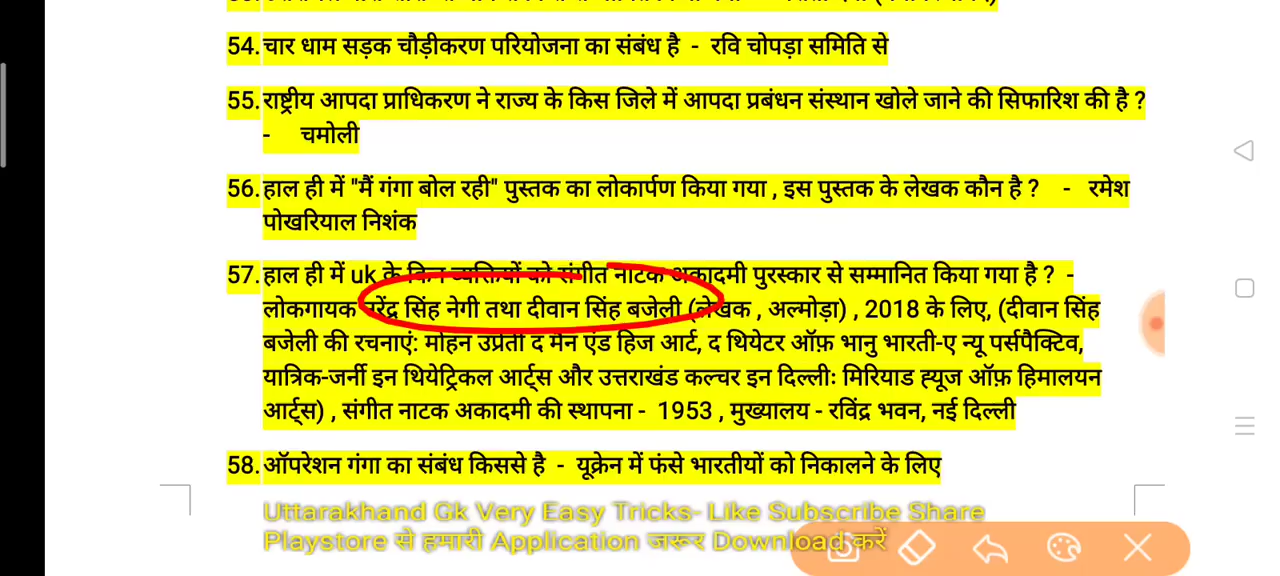 54. चार धाम सड़क चौड़ीकरण परियोजना का संबंध है - रवि चोपड़ा समिति से
55. राष्ट्रीय आपदा प्राधिकरण ने राज्य के किस जिले में आपदा प्रबंधन संस्थान खोले जाने की सिफारिश की है ?
- चमोली
56. हाल ही में "मैं गंगा बोल रही" पुस्तक का लोकार्पण किया गया , इस पुस्तक के लेखक कौन है ? - रमेश
पोखरियाल निशंक
57. हाल ही में uk के किन व्यक्तियों को संगीत नाटक अकादमी पुरस्कार से सम्मानित किया गया है ? -
लोकगायक नरेंद्र सिंह नेगी तथा दीवान सिंह बजेली (लेखक , अल्मोड़ा) , 2018 के लिए, (दीवान सिंह
बजेली की रचनाएं: मोहन उप्रेती द मैन एंड हिज आर्ट, द थियेटर ऑफ़ भानु भारती-ए न्यू पर्सपैक्टिव,
यात्रिक-जर्नी इन थियेट्रिकल आर्ट्स और उत्तराखंड कल्चर इन दिल्लीः मिरियाड ह्यूज ऑफ़ हिमालयन
आर्ट्स) , संगीत नाटक अकादमी की स्थापना - 1953 , मुख्यालय - रविंद्र भवन, नई दिल्ली
58. ऑपरेशन गंगा का संबंध किससे है - यूक्रेन में फंसे भारतीयों को निकालने के लिए
Uttarakhand Gk Very Easy Tricks- Like Subscribe Share
Playstore से हमारी Application जरूर Download करें